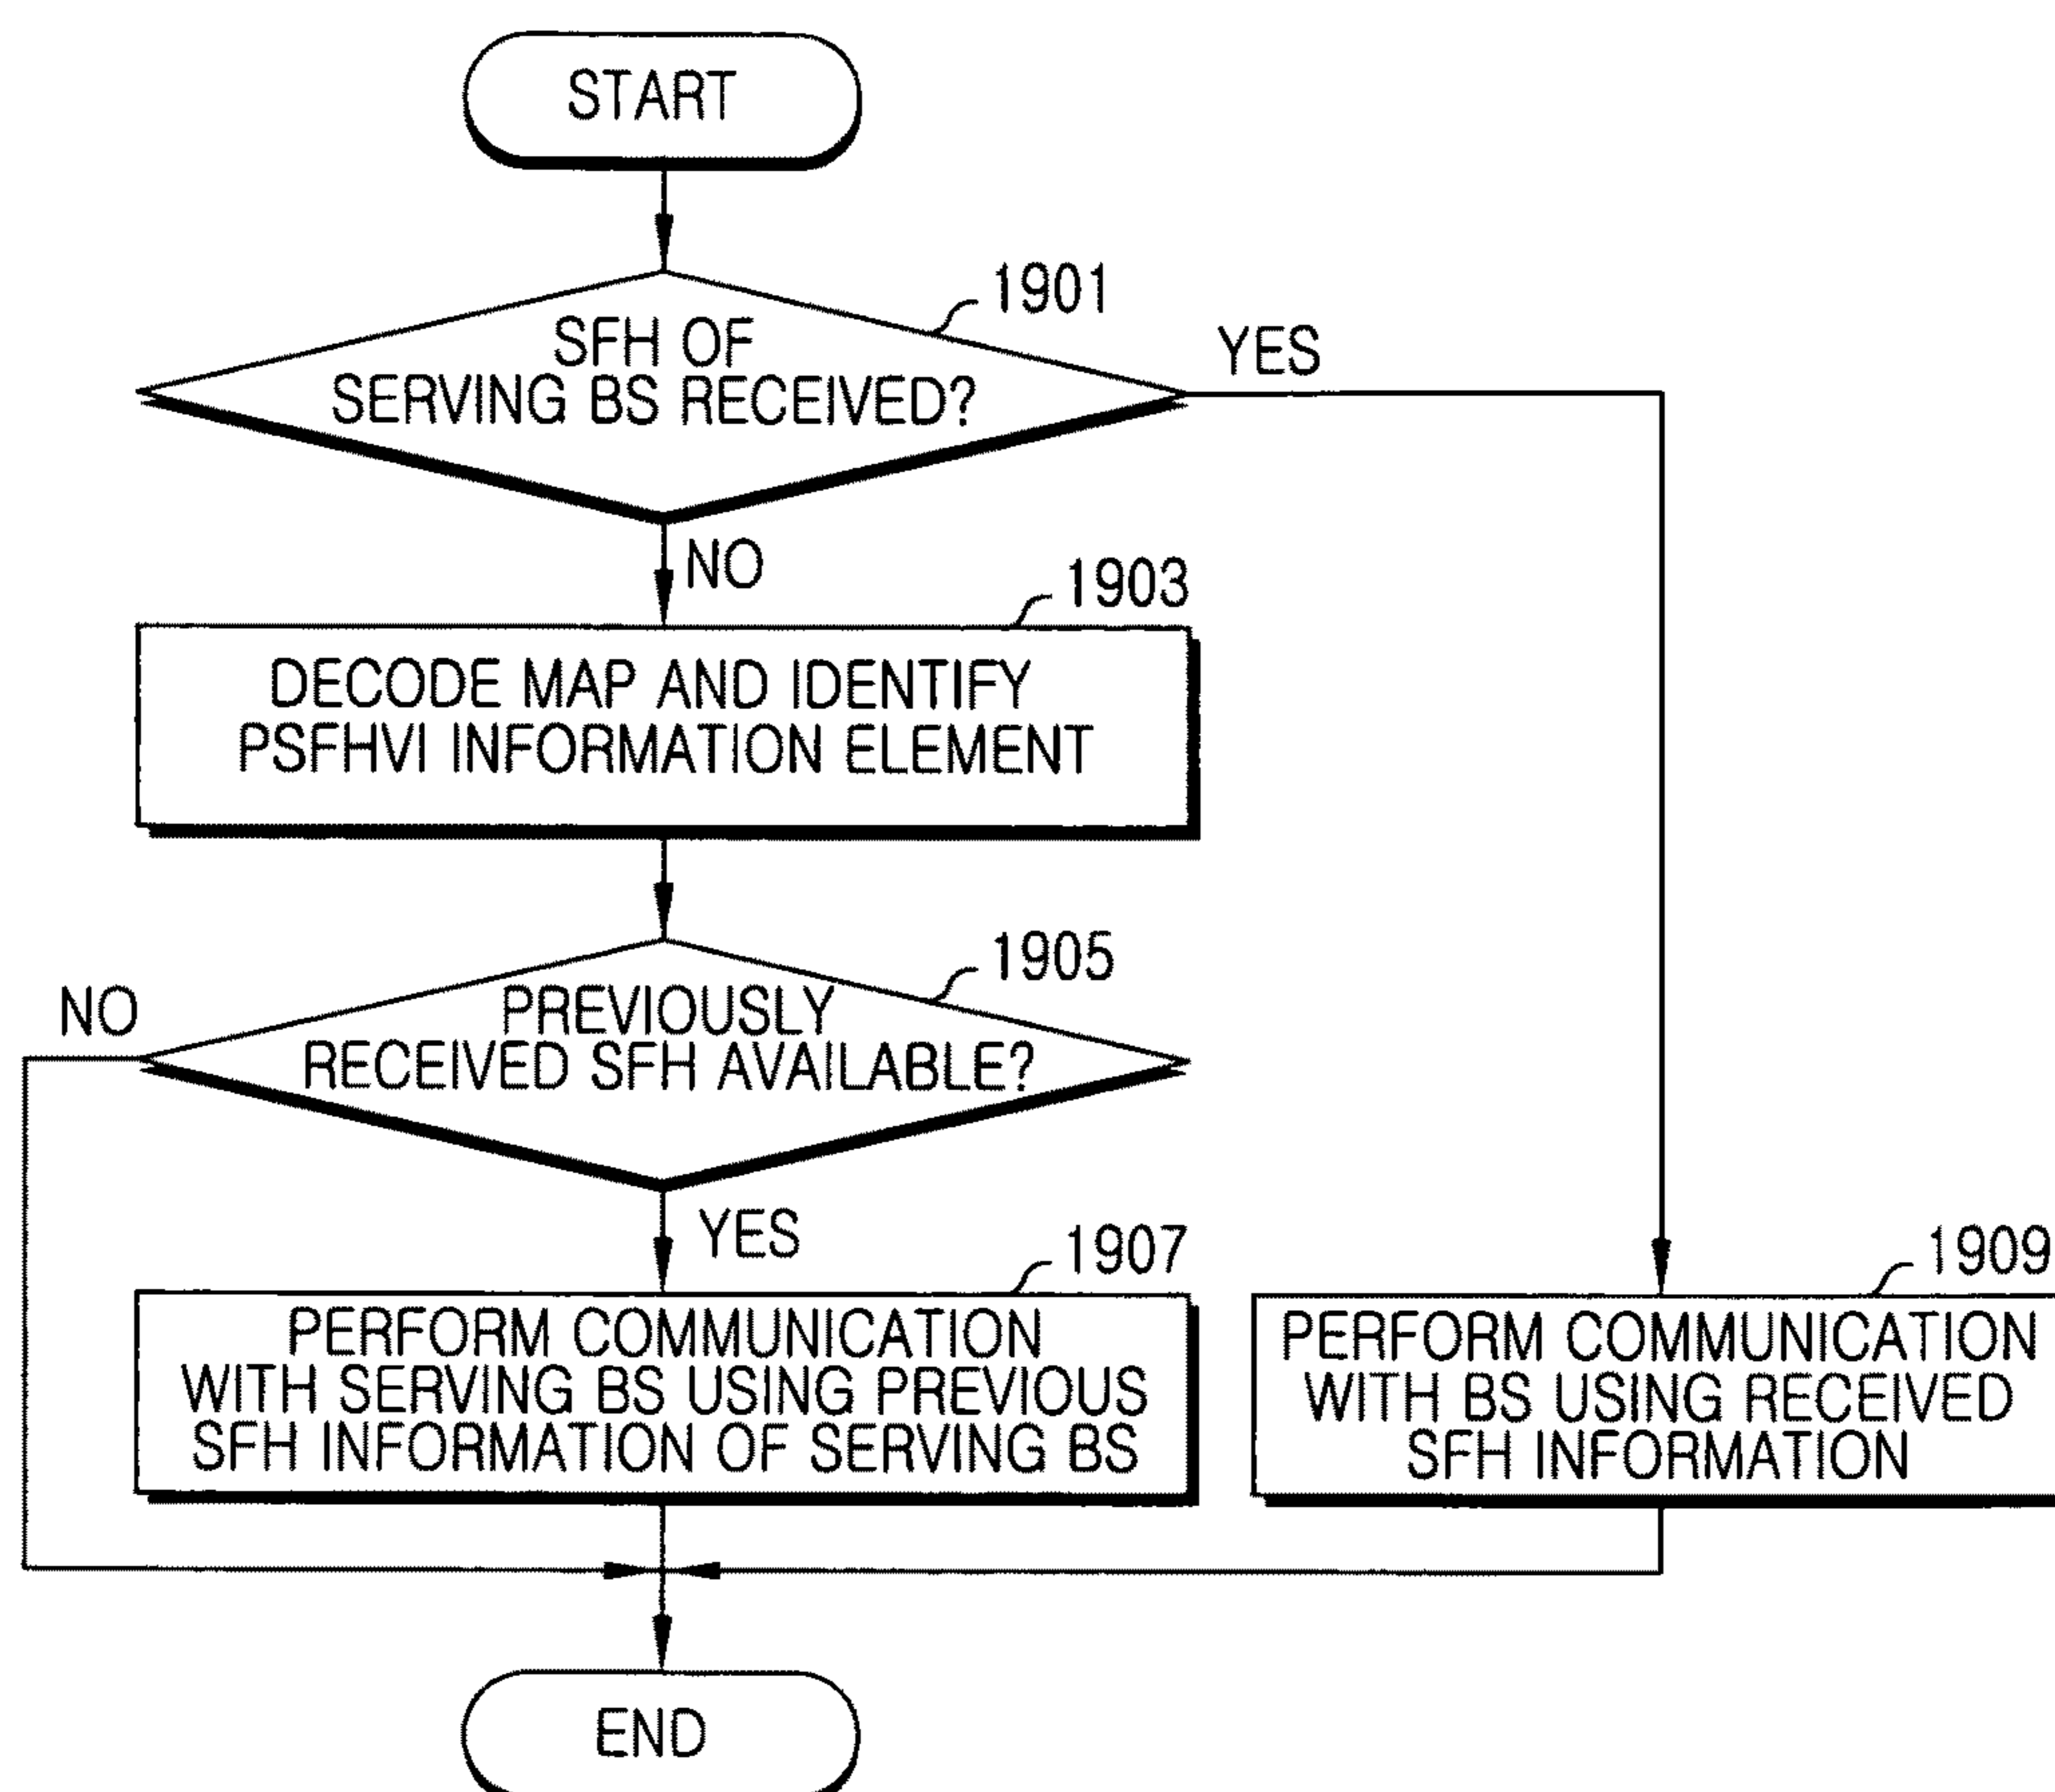 START
1901
SFH OF
SERVING BS RECEIVED?
YES
NO
1903
DECODE MAP AND IDENTIFY
PSFHVI INFORMATION ELEMENT
1905
NO
PREVIOUSLY
RECEIVED SFH AVAILABLE?
YES
1907
PERFORM COMMUNICATION
WITH SERVING BS USING PREVIOUS
SFH INFORMATION OF SERVING BS
1909
PERFORM COMMUNICATION
WITH BS USING RECEIVED
SFH INFORMATION
END